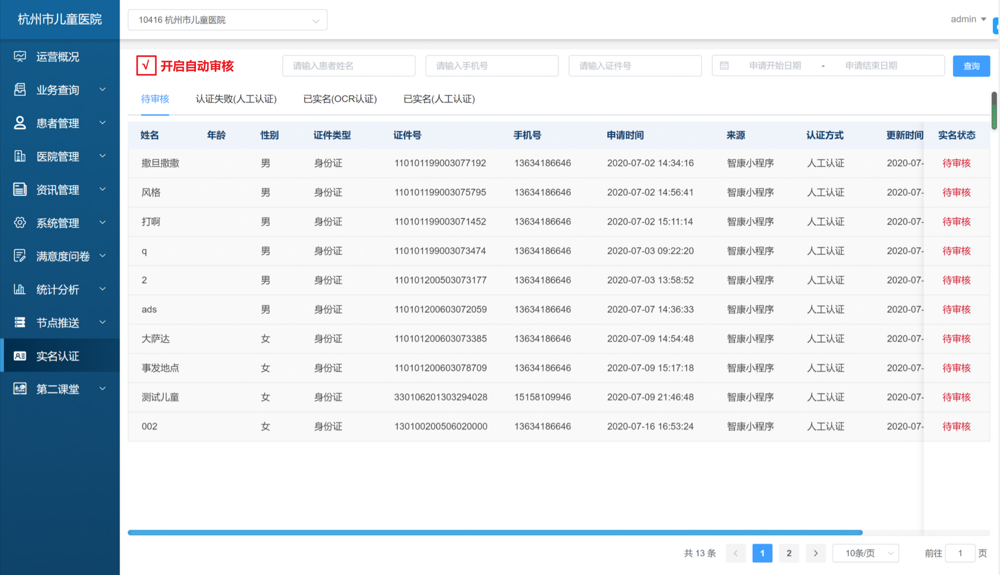 杭州市儿童医院
10416 杭州市儿童医院
admin
运营概况
业务查询
患者管理
医院管理
资讯管理
系统管理
满意度问卷
统计分析
节点推送
实名认证
第二课堂
√ 开启自动审核 请输入患者姓名 请输入手机号 请输入证件号 申请开始日期 - 申请结束日期 查询
待审核 认证失败(人工认证) 已实名(OCR认证) 已实名(人工认证)
姓名 年龄 性别 证件类型 证件号 手机号 申请时间 来源 认证方式 更新时间 实名状态
撒旦撒撒 男 身份证 110101199003077192 13634186646 2020-07-02 14:34:16 智康小程序 人工认证 2020-07- 待审核
风格 男 身份证 110101199003075795 13634186646 2020-07-02 14:56:41 智康小程序 人工认证 2020-07- 待审核
打啊 男 身份证 110101199003071452 13634186646 2020-07-02 15:11:14 智康小程序 人工认证 2020-07- 待审核
q 男 身份证 110101199003073474 13634186646 2020-07-03 09:22:20 智康小程序 人工认证 2020-07- 待审核
2 男 身份证 110101200503073177 13634186646 2020-07-03 13:58:52 智康小程序 人工认证 2020-07- 待审核
ads 男 身份证 110101200603072059 13634186646 2020-07-07 14:36:33 智康小程序 人工认证 2020-07- 待审核
大萨达 女 身份证 110101200603073385 13634186646 2020-07-09 14:54:48 智康小程序 人工认证 2020-07- 待审核
事发地点 女 身份证 110101200603078709 13634186646 2020-07-09 15:17:18 智康小程序 人工认证 2020-07- 待审核
测试儿童 女 身份证 330106201303294028 15158109946 2020-07-09 21:46:48 智康小程序 人工认证 2020-07- 待审核
002 女 身份证 130100200506020000 13634186646 2020-07-16 16:53:24 智康小程序 人工认证 2020-07- 待审核
共 13 条 1 2 10条/页 前往 1 页